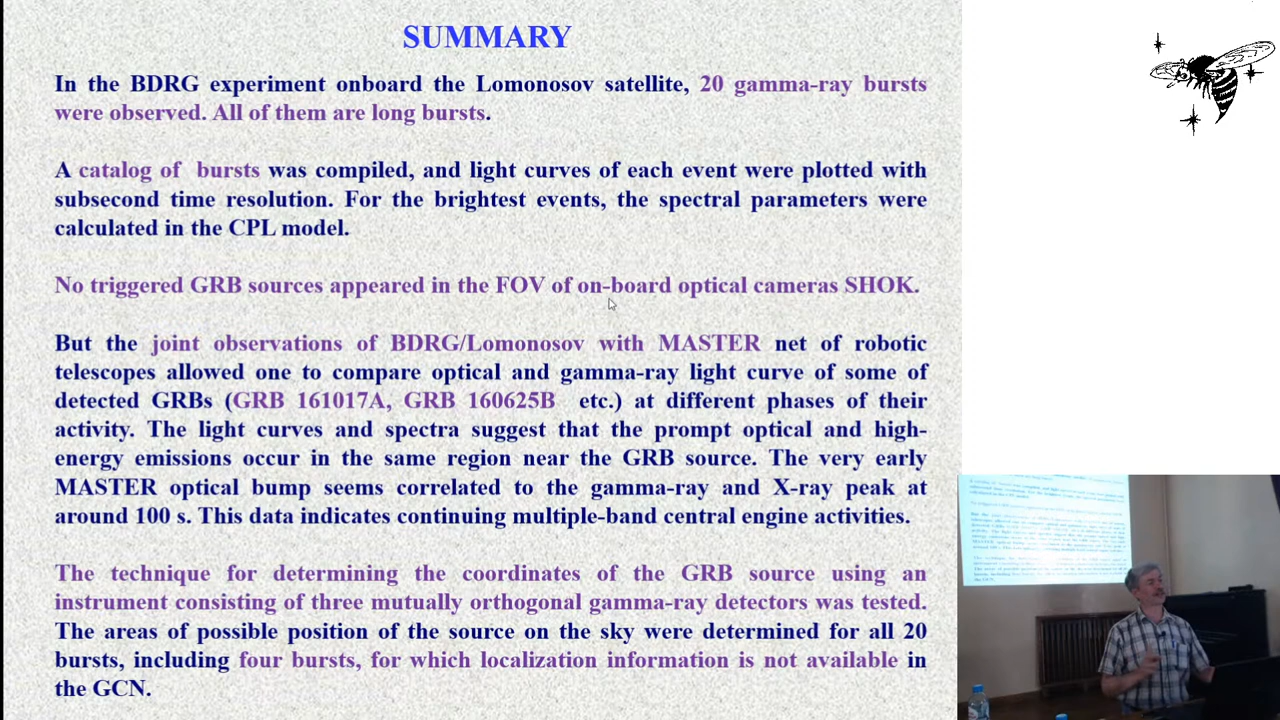 SUMMARY
In the BDRG experiment onboard the Lomonosov satellite, 20 gamma-ray bursts
were observed. All of them are long bursts.
A catalog of bursts was compiled, and light curves of each event were plotted with
subsecond time resolution. For the brightest events, the spectral parameters were
calculated in the CPL model.
No triggered GRB sources appeared in the FOV of on-board optical cameras SHOK.
But the joint observations of BDRG/Lomonosov with MASTER net of robotic
telescopes allowed one to compare optical and gamma-ray light curve of some of
detected GRBs (GRB 161017A, GRB 160625B etc.) at different phases of their
activity. The light curves and spectra suggest that the prompt optical and high-
energy emissions occur in the same region near the GRB source. The very early
MASTER optical bump seems correlated to the gamma-ray and X-ray peak at
around 100 s. This data indicates continuing multiple-band central engine activities.
The technique for determining the coordinates of the GRB source using an
instrument consisting of three mutually orthogonal gamma-ray detectors was tested.
The areas of possible position of the source on the sky were determined for all 20
bursts, including four bursts, for which localization information is not available in
the GCN.